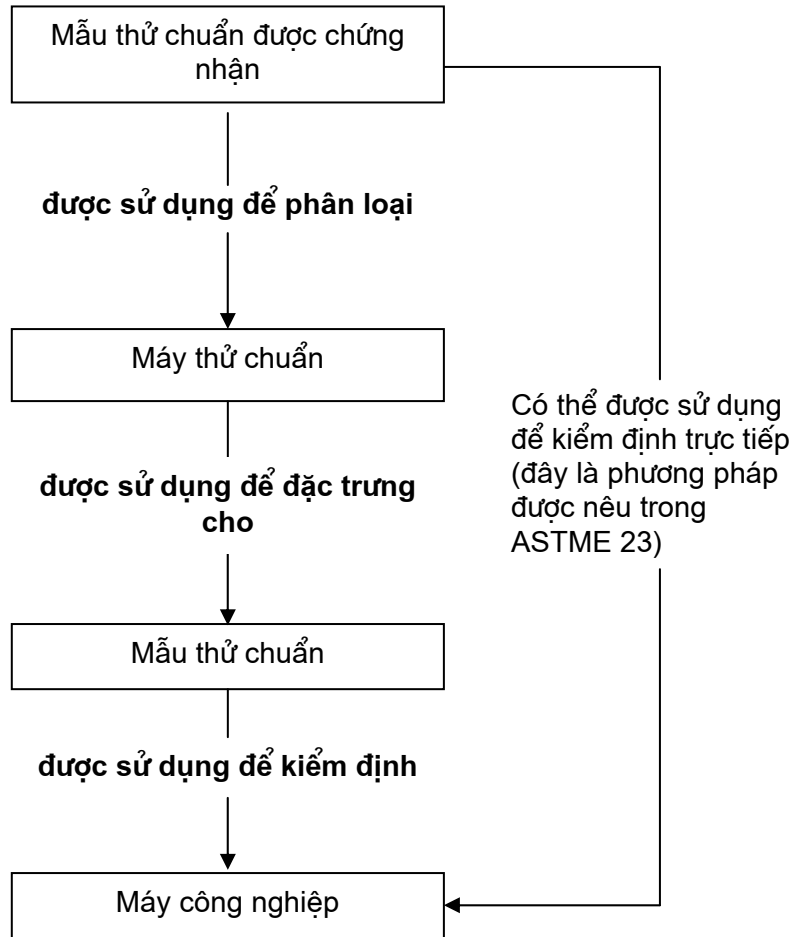 Mẫu thử chuẩn được chứng
nhận
được sử dụng để phân loại
Máy thử chuẩn
Có thể được sử dụng
để kiểm định trực tiếp
(đây là phương pháp
được nêu trong
ASTME 23)
được sử dụng để đặc trưng
cho
Mẫu thử chuẩn
được sử dụng để kiểm định
Máy công nghiệp